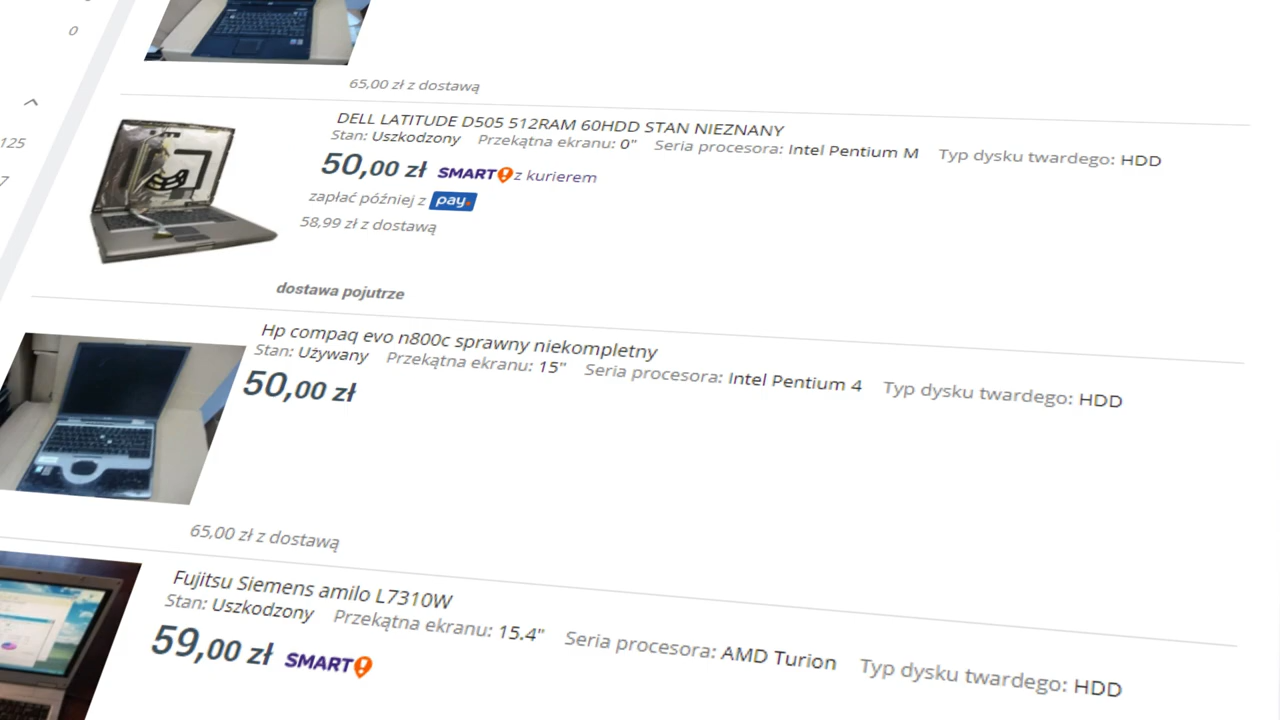 0
65,00 zł z dostawą
125
7
DELL LATITUDE D505 512RAM 60HDD STAN NIEZNANY
Stan: Uszkodzony Przekątna ekranu: 0" Seria procesora: Intel Pentium M Typ dysku twardego: HDD
50,00 zł SMART! z kurierem
zapłać później z pay.
58,99 zł z dostawą
dostawa pojutrze
Hp compaq evo n800c sprawny niekompletny
Stan: Używany Przekątna ekranu: 15" Seria procesora: Intel Pentium 4 Typ dysku twardego: HDD
50,00 zł
65,00 zł z dostawą
Fujitsu Siemens amilo L7310W
Stan: Uszkodzony Przekątna ekranu: 15.4" Seria procesora: AMD Turion Typ dysku twardego: HDD
59,00 zł SMART!